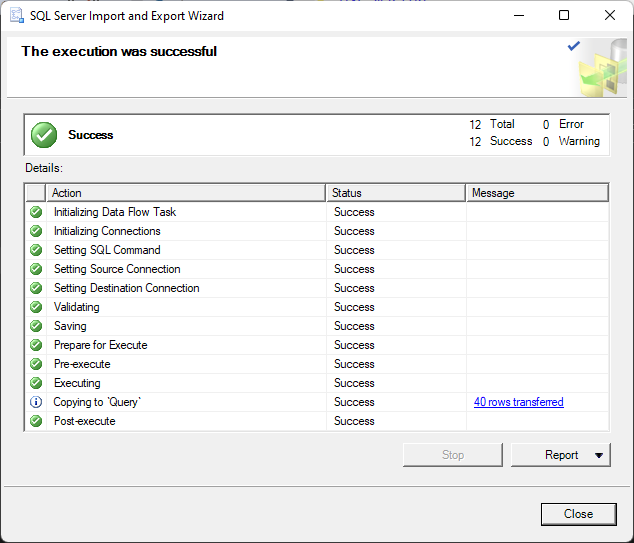 SQL Server Import and Export Wizard
The execution was successful
Success
12 Total 0 Error
12 Success 0 Warning
Details:
Action Status Message
Initializing Data Flow Task Success
Initializing Connections Success
Setting SQL Command Success
Setting Source Connection Success
Setting Destination Connection Success
Validating Success
Saving Success
Prepare for Execute Success
Pre-execute Success
Executing Success
Copying to `Query` Success 40 rows transferred
Post-execute Success
Stop Report
Close